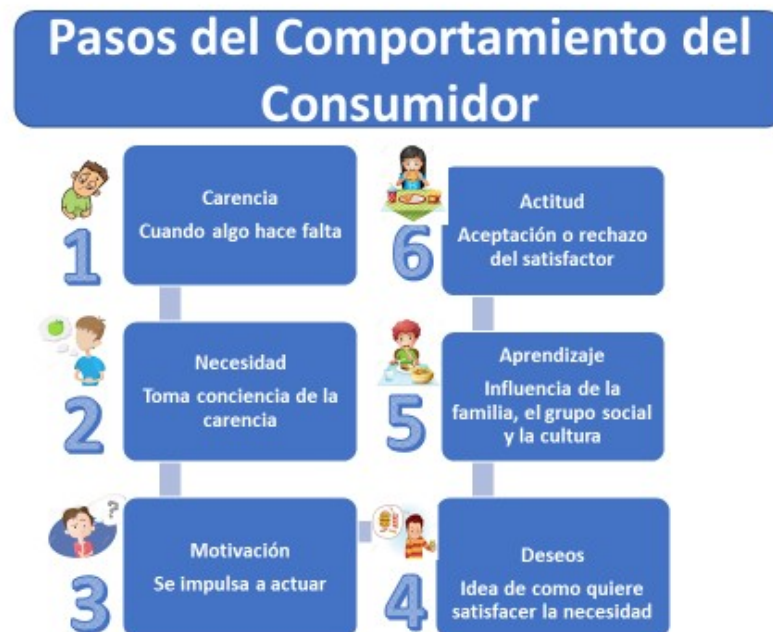 Pasos del Comportamiento del
Consumidor
1
Carencia
Cuando algo hace falta
2
Necesidad
Toma conciencia de la
carencia
3
?
Motivación
Se impulsa a actuar
4
Deseos
Idea de como quiere
satisfacer la necesidad
5
Aprendizaje
Influencia de la
familia, el grupo social
y la cultura
6
Actitud
Aceptación o rechazo
del satisfactor